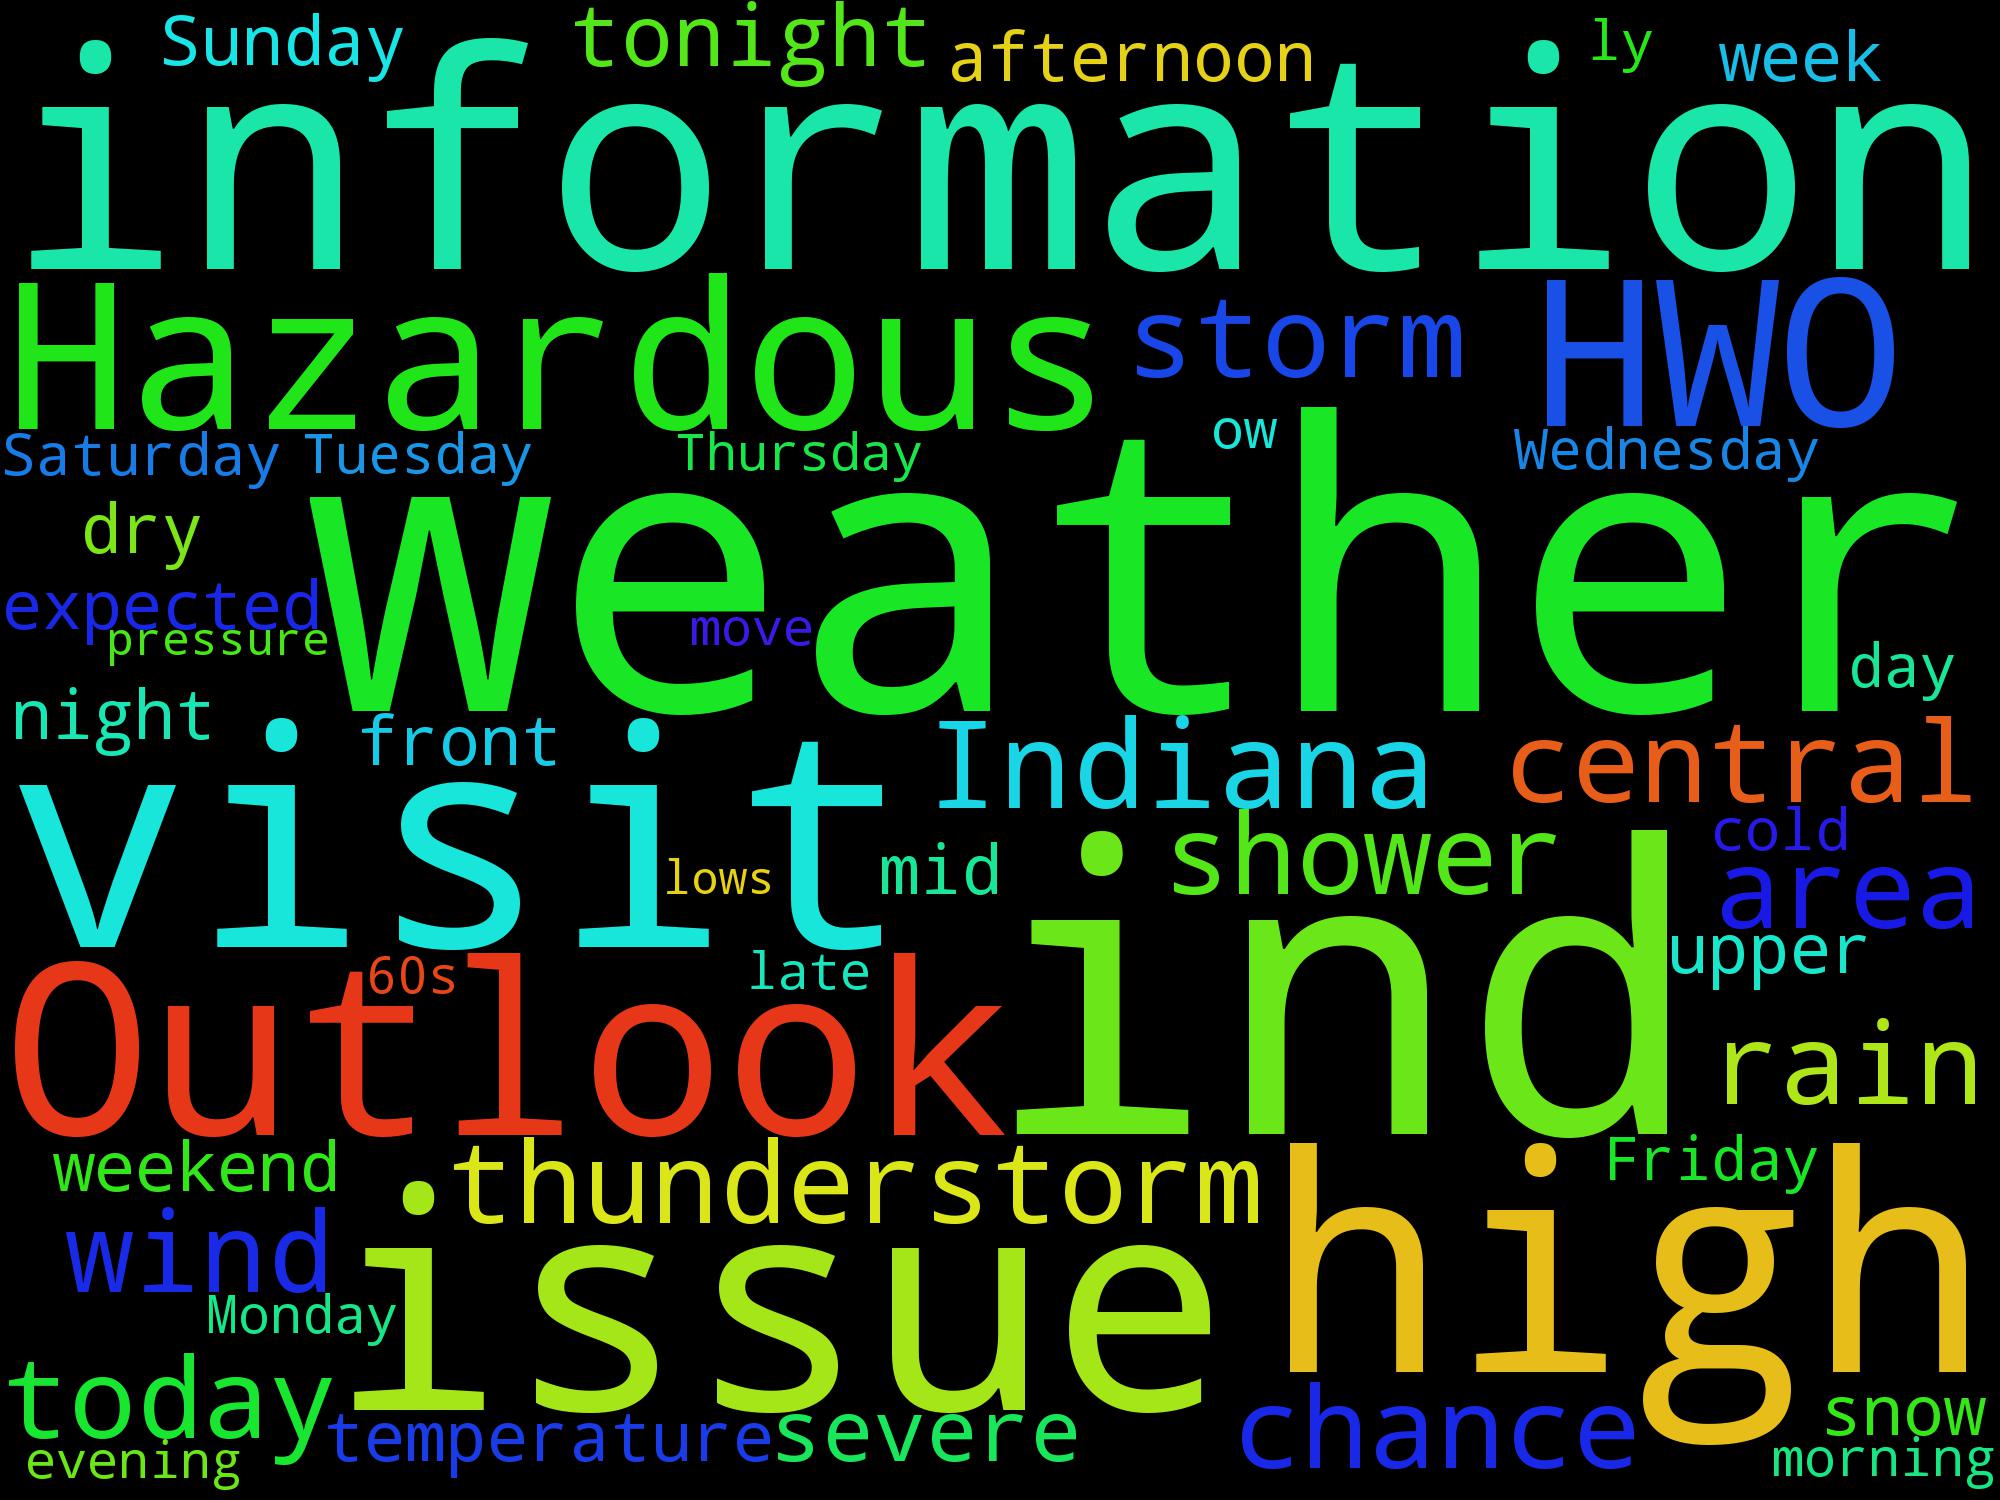 Sunday tonight afternoon ly week
information
Hazardous storm HWO
Saturday Tuesday Thursday ow Wednesday
dry weather
expected move
pressure day
night front Indiana central
visit shower cold
lows mid area
ind upper
Outlook 60s late rain
weekend thunderstorm Friday
wind issue high
Monday
today temperature severe chance snow
evening morning